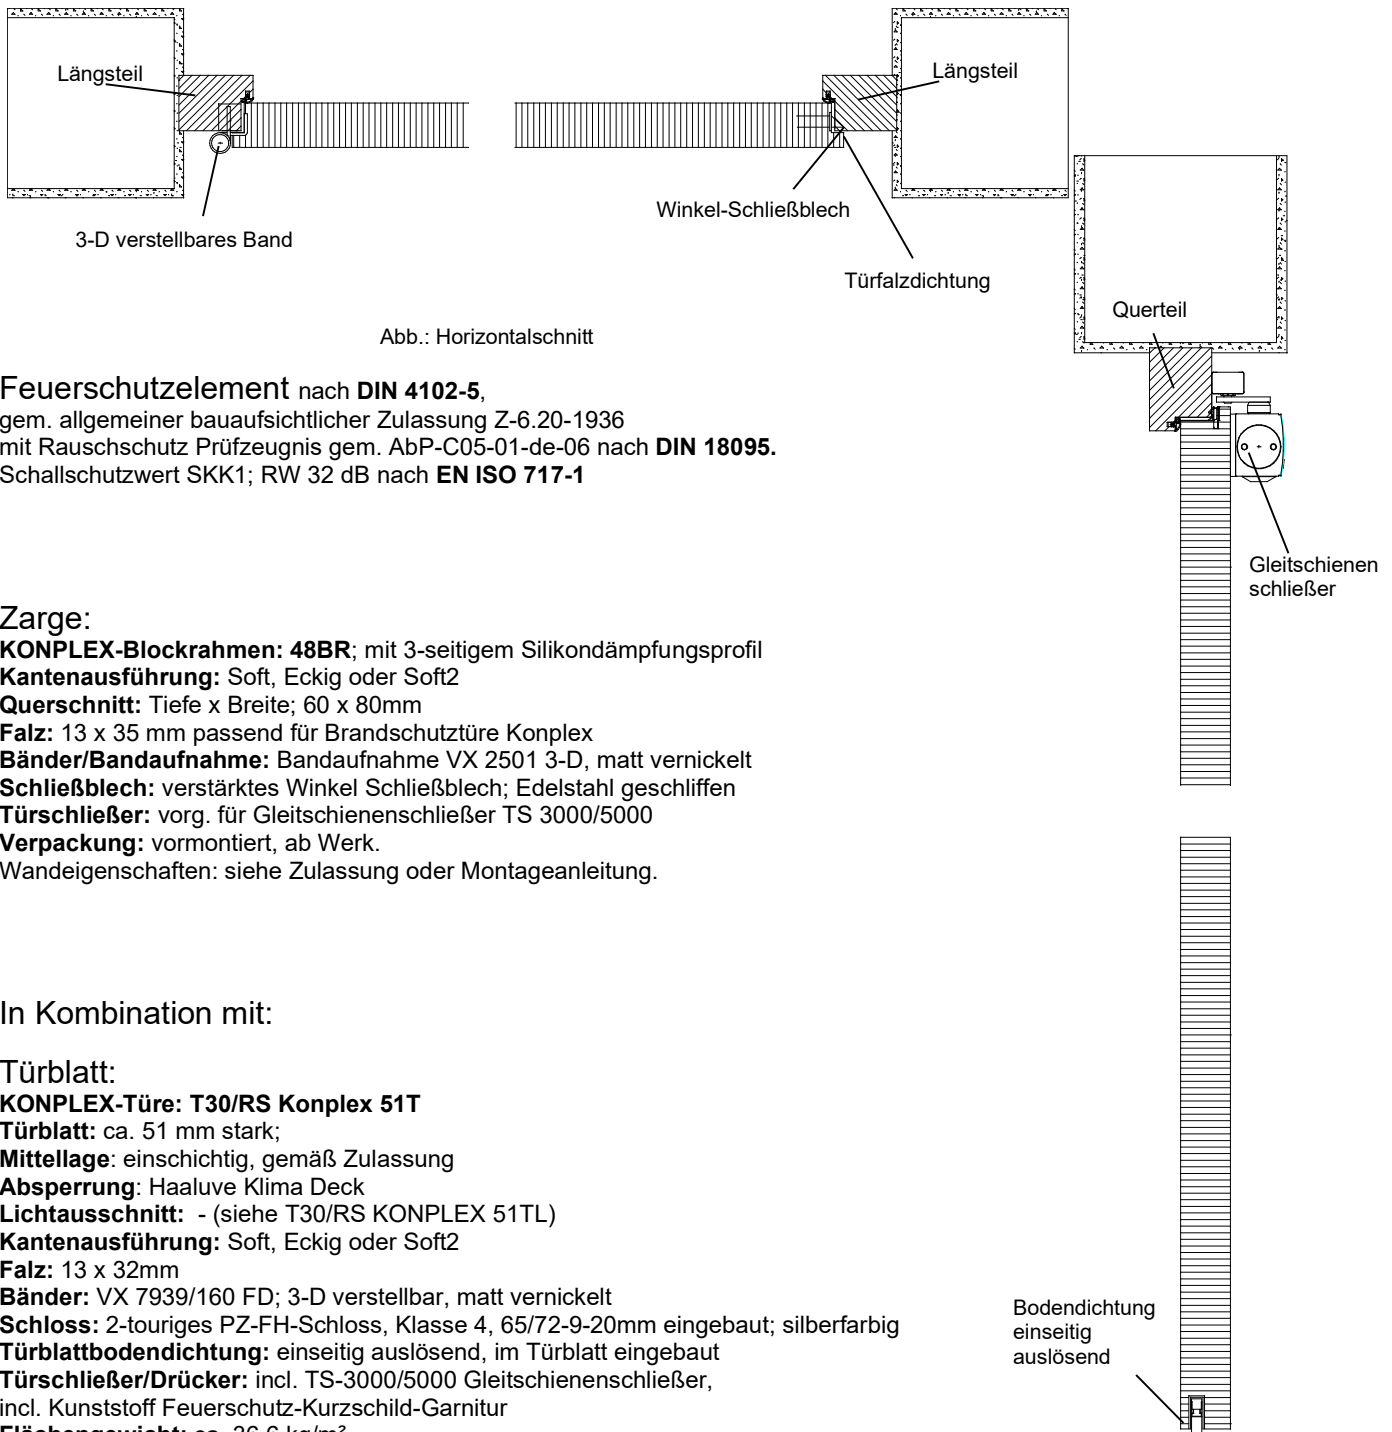 Längsteil
Längsteil
Winkel-Schließblech
3-D verstellbares Band
Türfalzdichtung
Querteil
Abb.: Horizontalschnitt
Feuerschutzelement nach DIN 4102-5,
gem. allgemeiner bauaufsichtlicher Zulassung Z-6.20-1936
mit Rauschschutz Prüfzeugnis gem. AbP-C05-01-de-06 nach DIN 18095.
Schallschutzwert SKK1; RW 32 dB nach EN ISO 717-1
Gleitschienen
schließer
Zarge:
KONPLEX-Blockrahmen: 48BR; mit 3-seitigem Silikondämpfungsprofil
Kantenausführung: Soft, Eckig oder Soft2
Querschnitt: Tiefe x Breite; 60 x 80mm
Falz: 13 x 35 mm passend für Brandschutztüre Konplex
Bänder/Bandaufnahme: Bandaufnahme VX 2501 3-D, matt vernickelt
Schließblech: verstärktes Winkel Schließblech; Edelstahl geschliffen
Türschließer: vorg. für Gleitschienenschließer TS 3000/5000
Verpackung: vormontiert, ab Werk.
Wandeigenschaften: siehe Zulassung oder Montageanleitung.
In Kombination mit:
Türblatt:
KONPLEX-Türe: T30/RS Konplex 51T
Türblatt: ca. 51 mm stark;
Mittellage: einschichtig, gemäß Zulassung
Absperrung: Haaluve Klima Deck
Lichtausschnitt: - (siehe T30/RS KONPLEX 51TL)
Kantenausführung: Soft, Eckig oder Soft2
Falz: 13 x 32mm
Bänder: VX 7939/160 FD; 3-D verstellbar, matt vernickelt
Schloss: 2-touriges PZ-FH-Schloss, Klasse 4, 65/72-9-20mm eingebaut; silberfarbig
Türblattbodendichtung: einseitig auslösend, im Türblatt eingebaut
Türschließer/Drücker: incl. TS-3000/5000 Gleitschienenschließer,
incl. Kunststoff Feuerschutz-Kurzschild-Garnitur
Flächengewicht: ca. 36,6 kg/m²
Bodendichtung
einseitig
auslösend